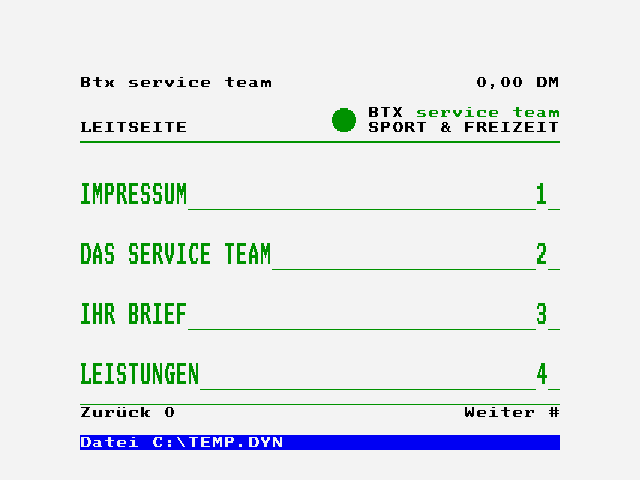 Btx service team 0,00 DM
BTX service team
LEITSEITE SPORT & FREIZEIT
IMPRESSUM 1
DAS SERVICE TEAM 2
IHR BRIEF 3
LEISTUNGEN 4
Zurück 0 Weiter #
Datei C:\TEMP.DYN